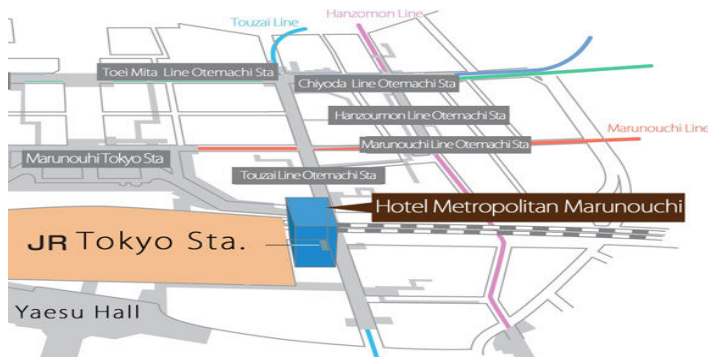 Touzai Line
Hanzomon Line
Toei Mita Line Otemachi Sta
Chiyoda Line Otemachi Sta
Hanzoumon Line Otemachi Sta
Marunouchi Line
Marunouchi Line Otemachi Sta
Marunouhi Tokyo Sta
Touzai Line Otemachi Sta
Hotel Metropolitan Marunouchi
JR Tokyo Sta.
Yaesu Hall